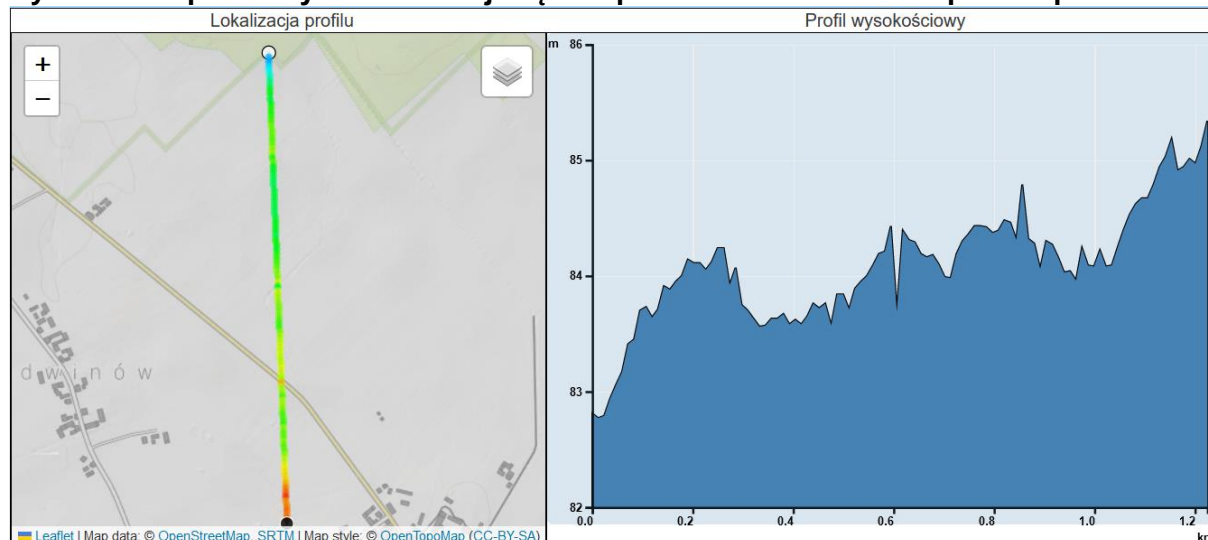 Lokalizacja profilu
+
−
dwinów
Leaflet | Map data: © OpenStreetMap, SRTM | Map style: © OpenTopoMap (CC-BY-SA)
Profil wysokościowy
m
86
85
84
83
82
0.0 0.2 0.4 0.6 0.8 1.0 1.2